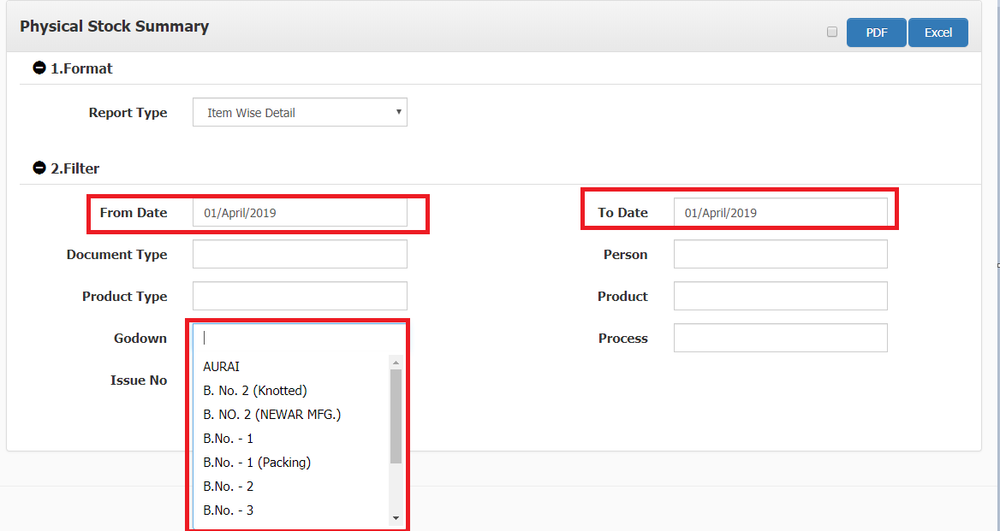 Physical Stock Summary
PDF
Excel
1.Format
Report Type
Item Wise Detail
2.Filter
From Date
01/April/2019
To Date
01/April/2019
Document Type
Person
Product Type
Product
Godown
Process
AURAI
B. No. 2 (Knotted)
Issue No
B. NO. 2 (NEWAR MFG.)
B.No. - 1
B.No. - 1 (Packing)
B.No. - 2
B.No. - 3